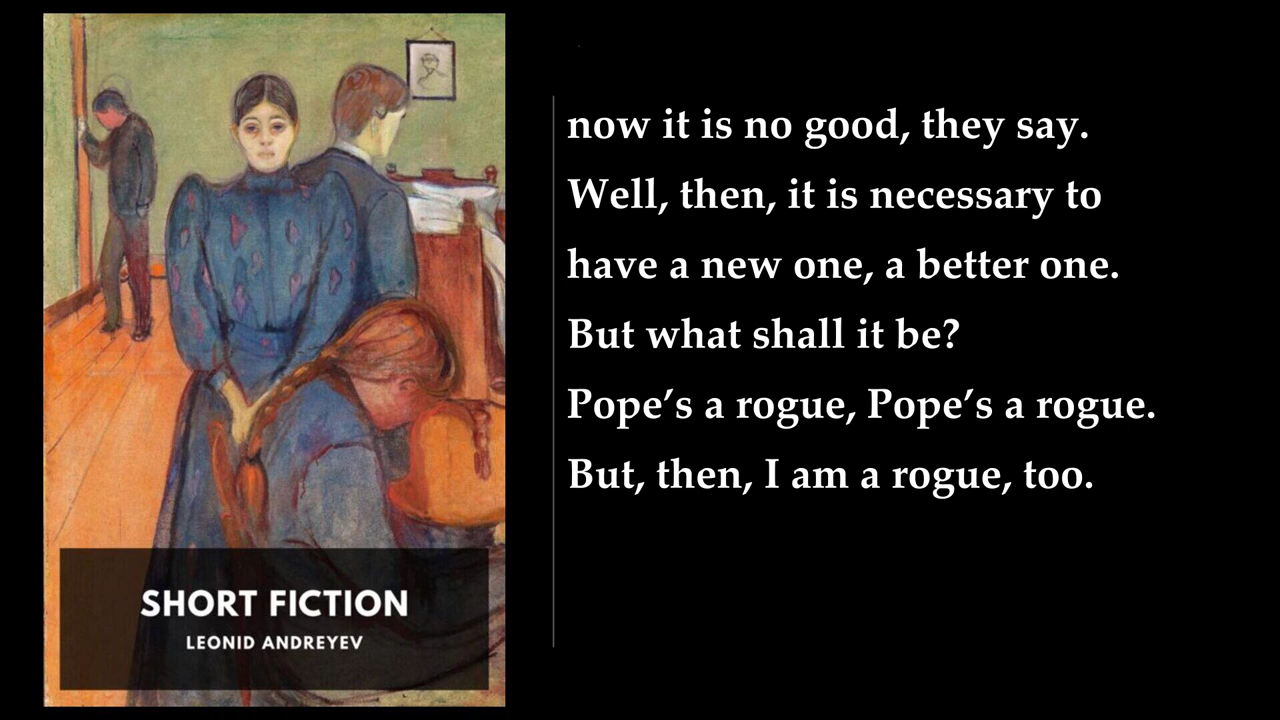 now it is no good, they say.
Well, then, it is necessary to
have a new one, a better one.
But what shall it be?
Pope’s a rogue, Pope’s a rogue.
But, then, I am a rogue, too.
SHORT FICTION
LEONID ANDREYEV